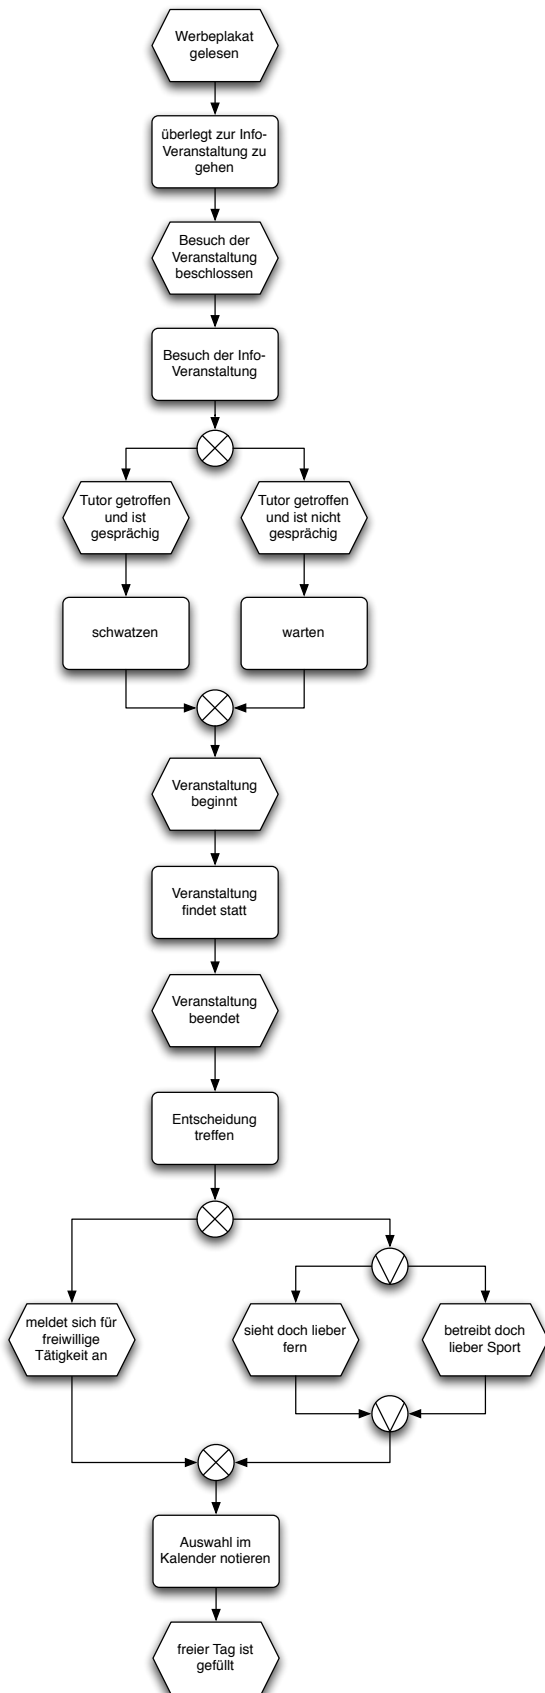 Werbeplakat
gelesen
überlegt zur Info-
Veranstaltung zu
gehen
Besuch der
Veranstaltung
beschlossen
Besuch der Info-
Veranstaltung
Tutor getroffen
und ist
gesprächig
Tutor getroffen
und ist nicht
gesprächig
schwatzen
warten
Veranstaltung
beginnt
Veranstaltung
findet statt
Veranstaltung
beendet
Entscheidung
treffen
meldet sich für
freiwillige
Tätigkeit an
sieht doch lieber
fern
betreibt doch
lieber Sport
Auswahl im
Kalender notieren
freier Tag ist
gefüllt